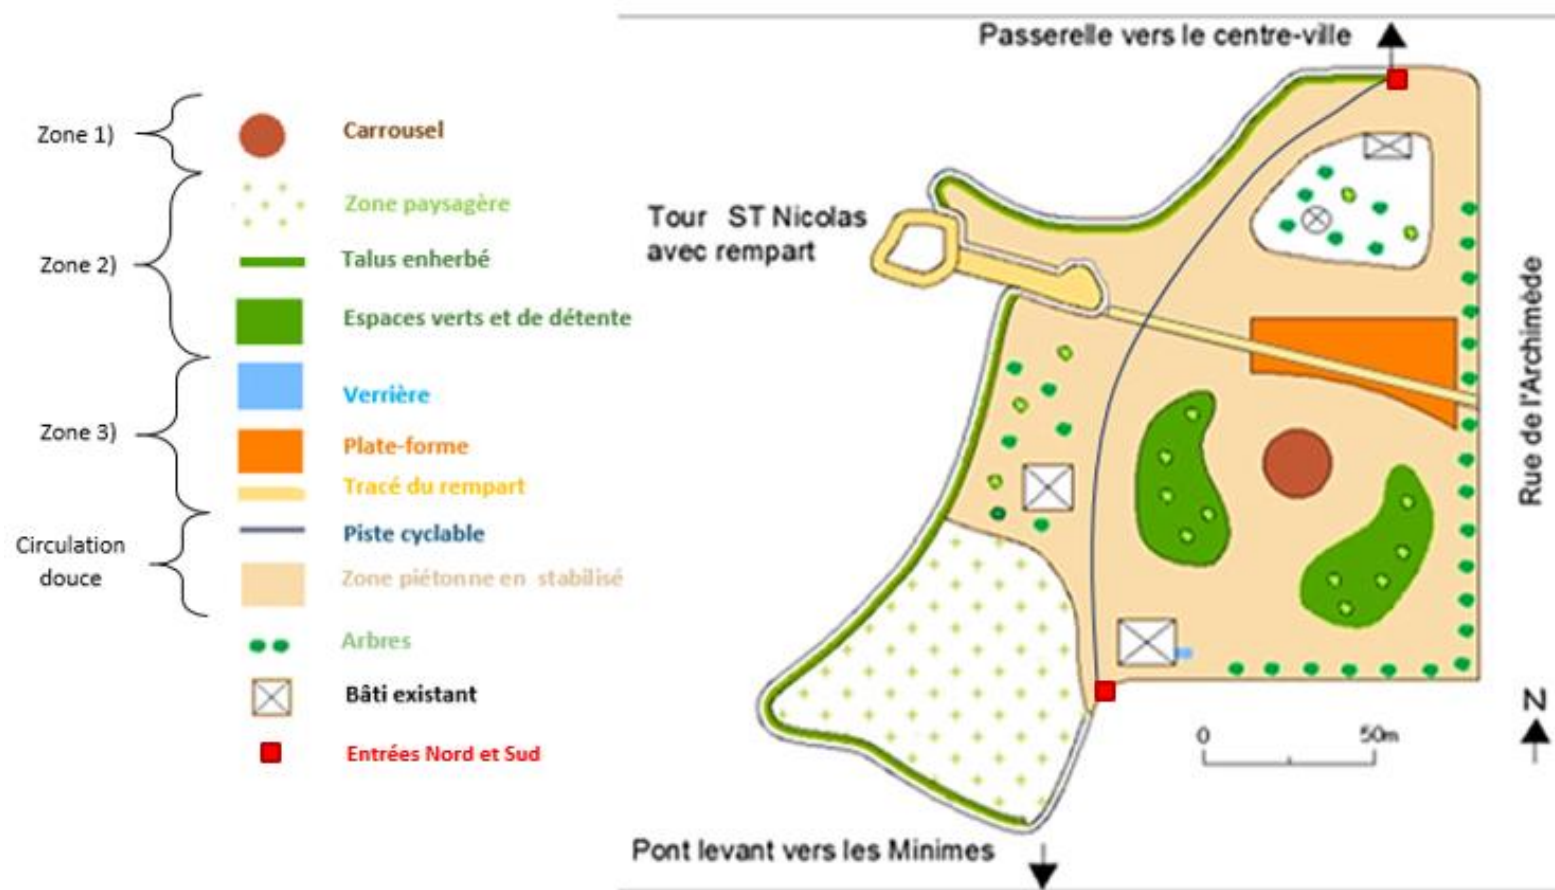 Zone 1)
Carrousel
Zone paysagère
Zone 2)
Talus enherbé
Espaces verts et de détente
Verrière
Zone 3)
Plate-forme
Tracé du rempart
Circulation
douce
Piste cyclable
Zone piétonne en stabilisé
Arbres
Bâti existant
Entrées Nord et Sud
Passerelle vers le centre-ville
Tour ST Nicolas
avec rempart
Rue de l'Archimède
N
0 50m
Pont levant vers les Minimes